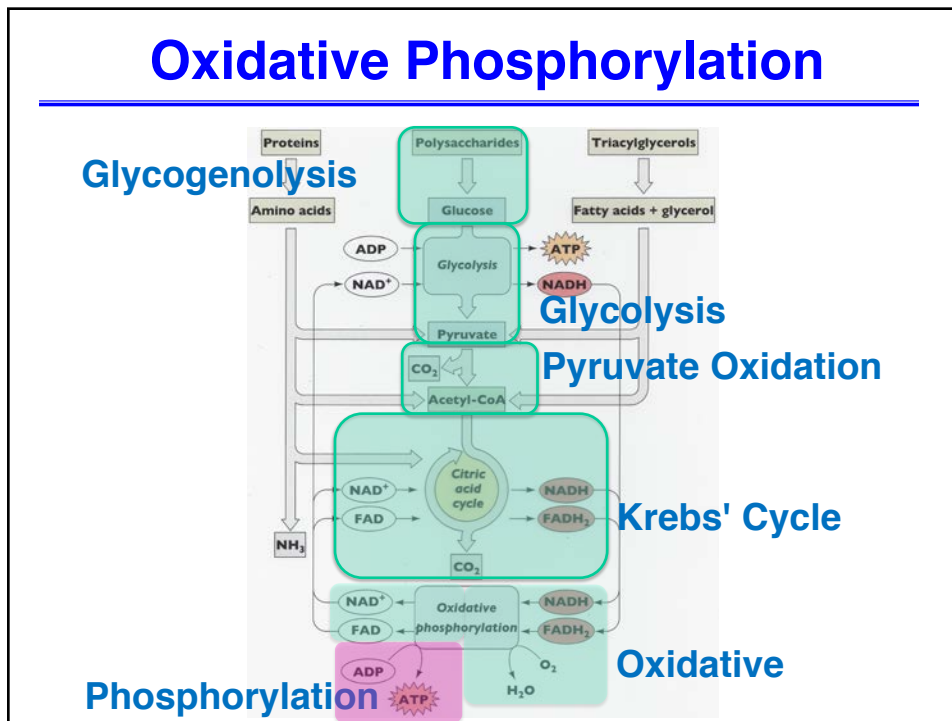 Oxidative Phosphorylation
Proteins
Polysaccharides
Triacylglycerols
Glycogenolysis
Amino acids
Glucose
Fatty acids + glycerol
ADP
Glycolysis
ATP
NAD⁺
NADH
Glycolysis
Pyruvate
Pyruvate Oxidation
CO₂
Acetyl-CoA
NAD⁺
Citric
acid
cycle
NADH
FAD
FADH₂
Krebs' Cycle
NH₃
CO₂
NAD⁺
Oxidative
phosphorylation
NADH
FAD
FADH₂
ADP
O₂
Oxidative
Phosphorylation
ATP
H₂O